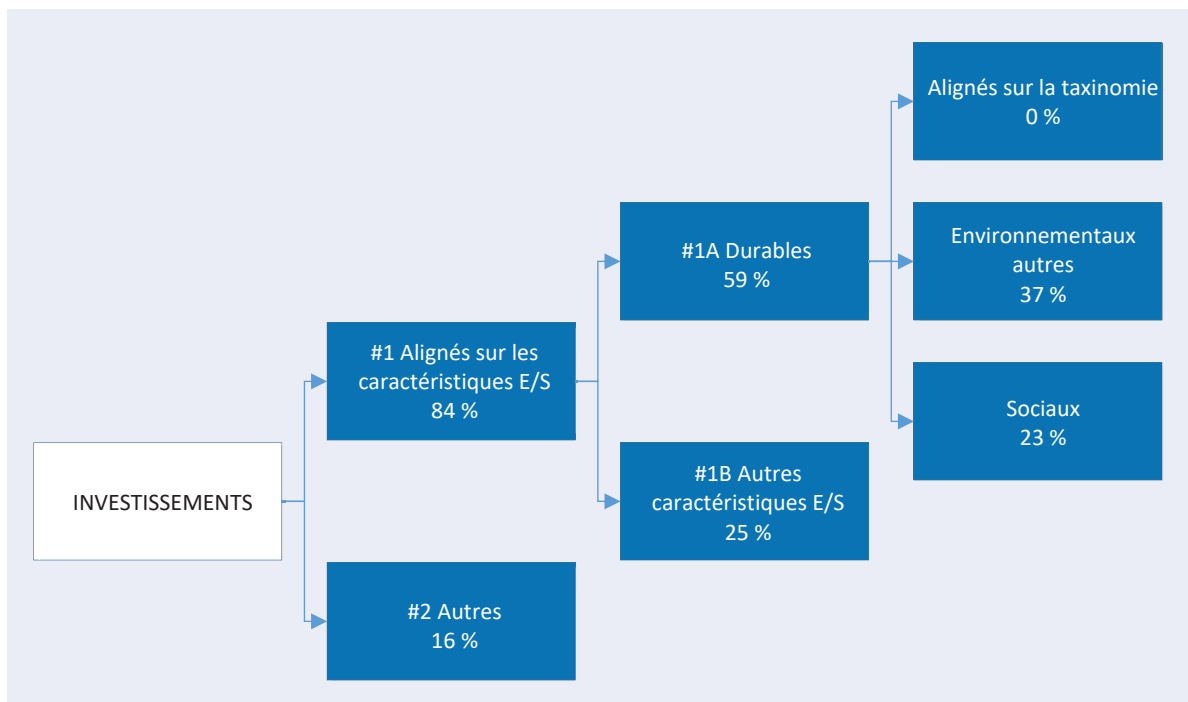 Alignés sur la taxinomie
0 %
Environnementaux
autres
37 %
#1A Durables
59 %
#1 Alignés sur les
caractéristiques E/S
84 %
Sociaux
23 %
INVESTISSEMENTS
#1B Autres
caractéristiques E/S
25 %
#2 Autres
16 %